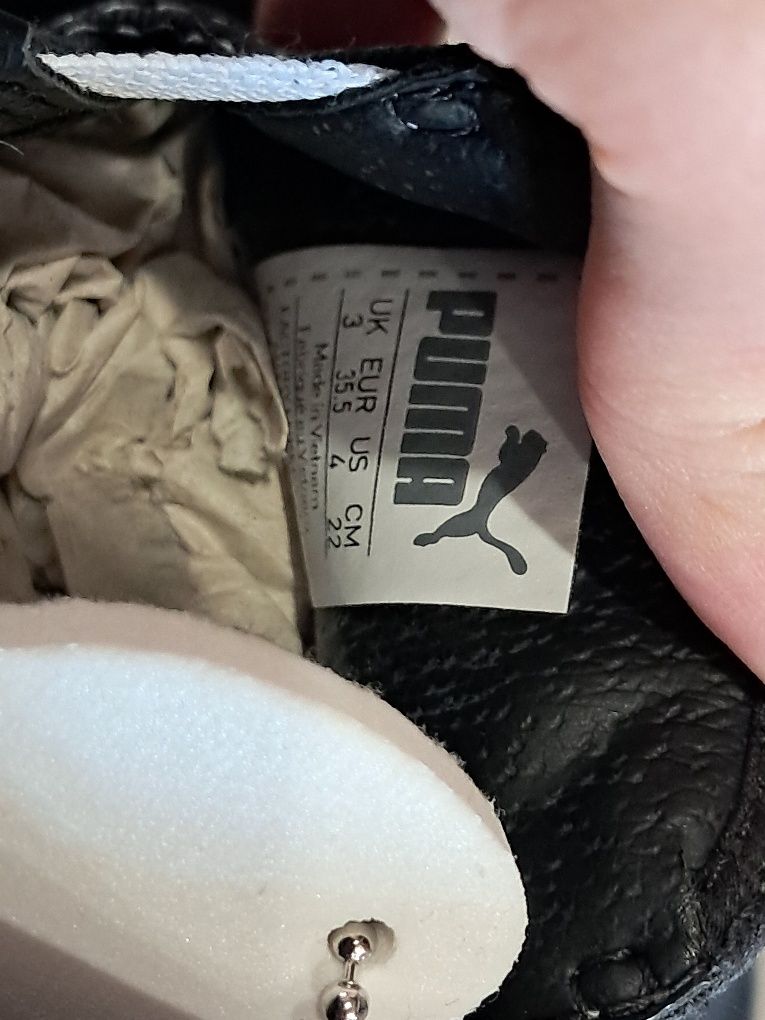 PUMA
UK EUR US CM
3 35.5 4 22
Made in Vietnam